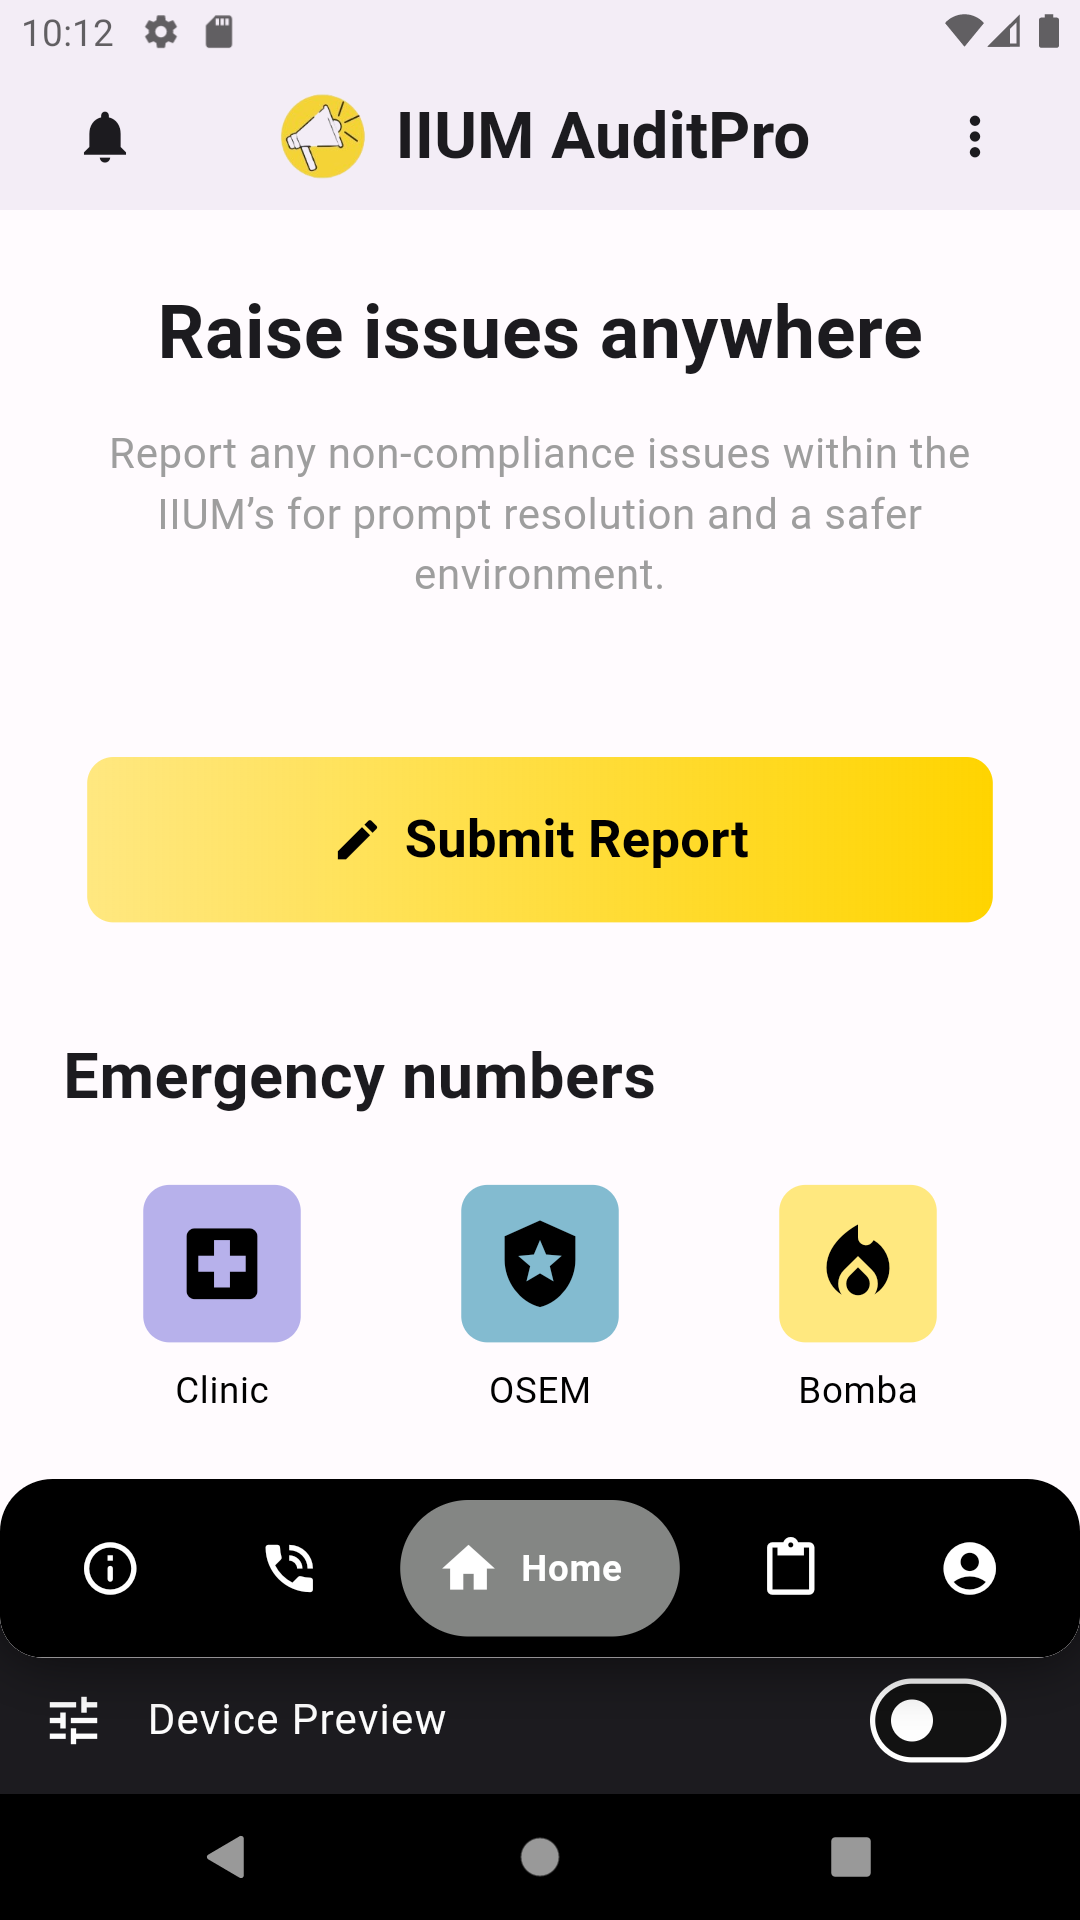 10:12
IIUM AuditPro
Raise issues anywhere
Report any non-compliance issues within the
IIUM’s for prompt resolution and a safer
environment.
Submit Report
Emergency numbers
Clinic
OSEM
Bomba
Home
Device Preview